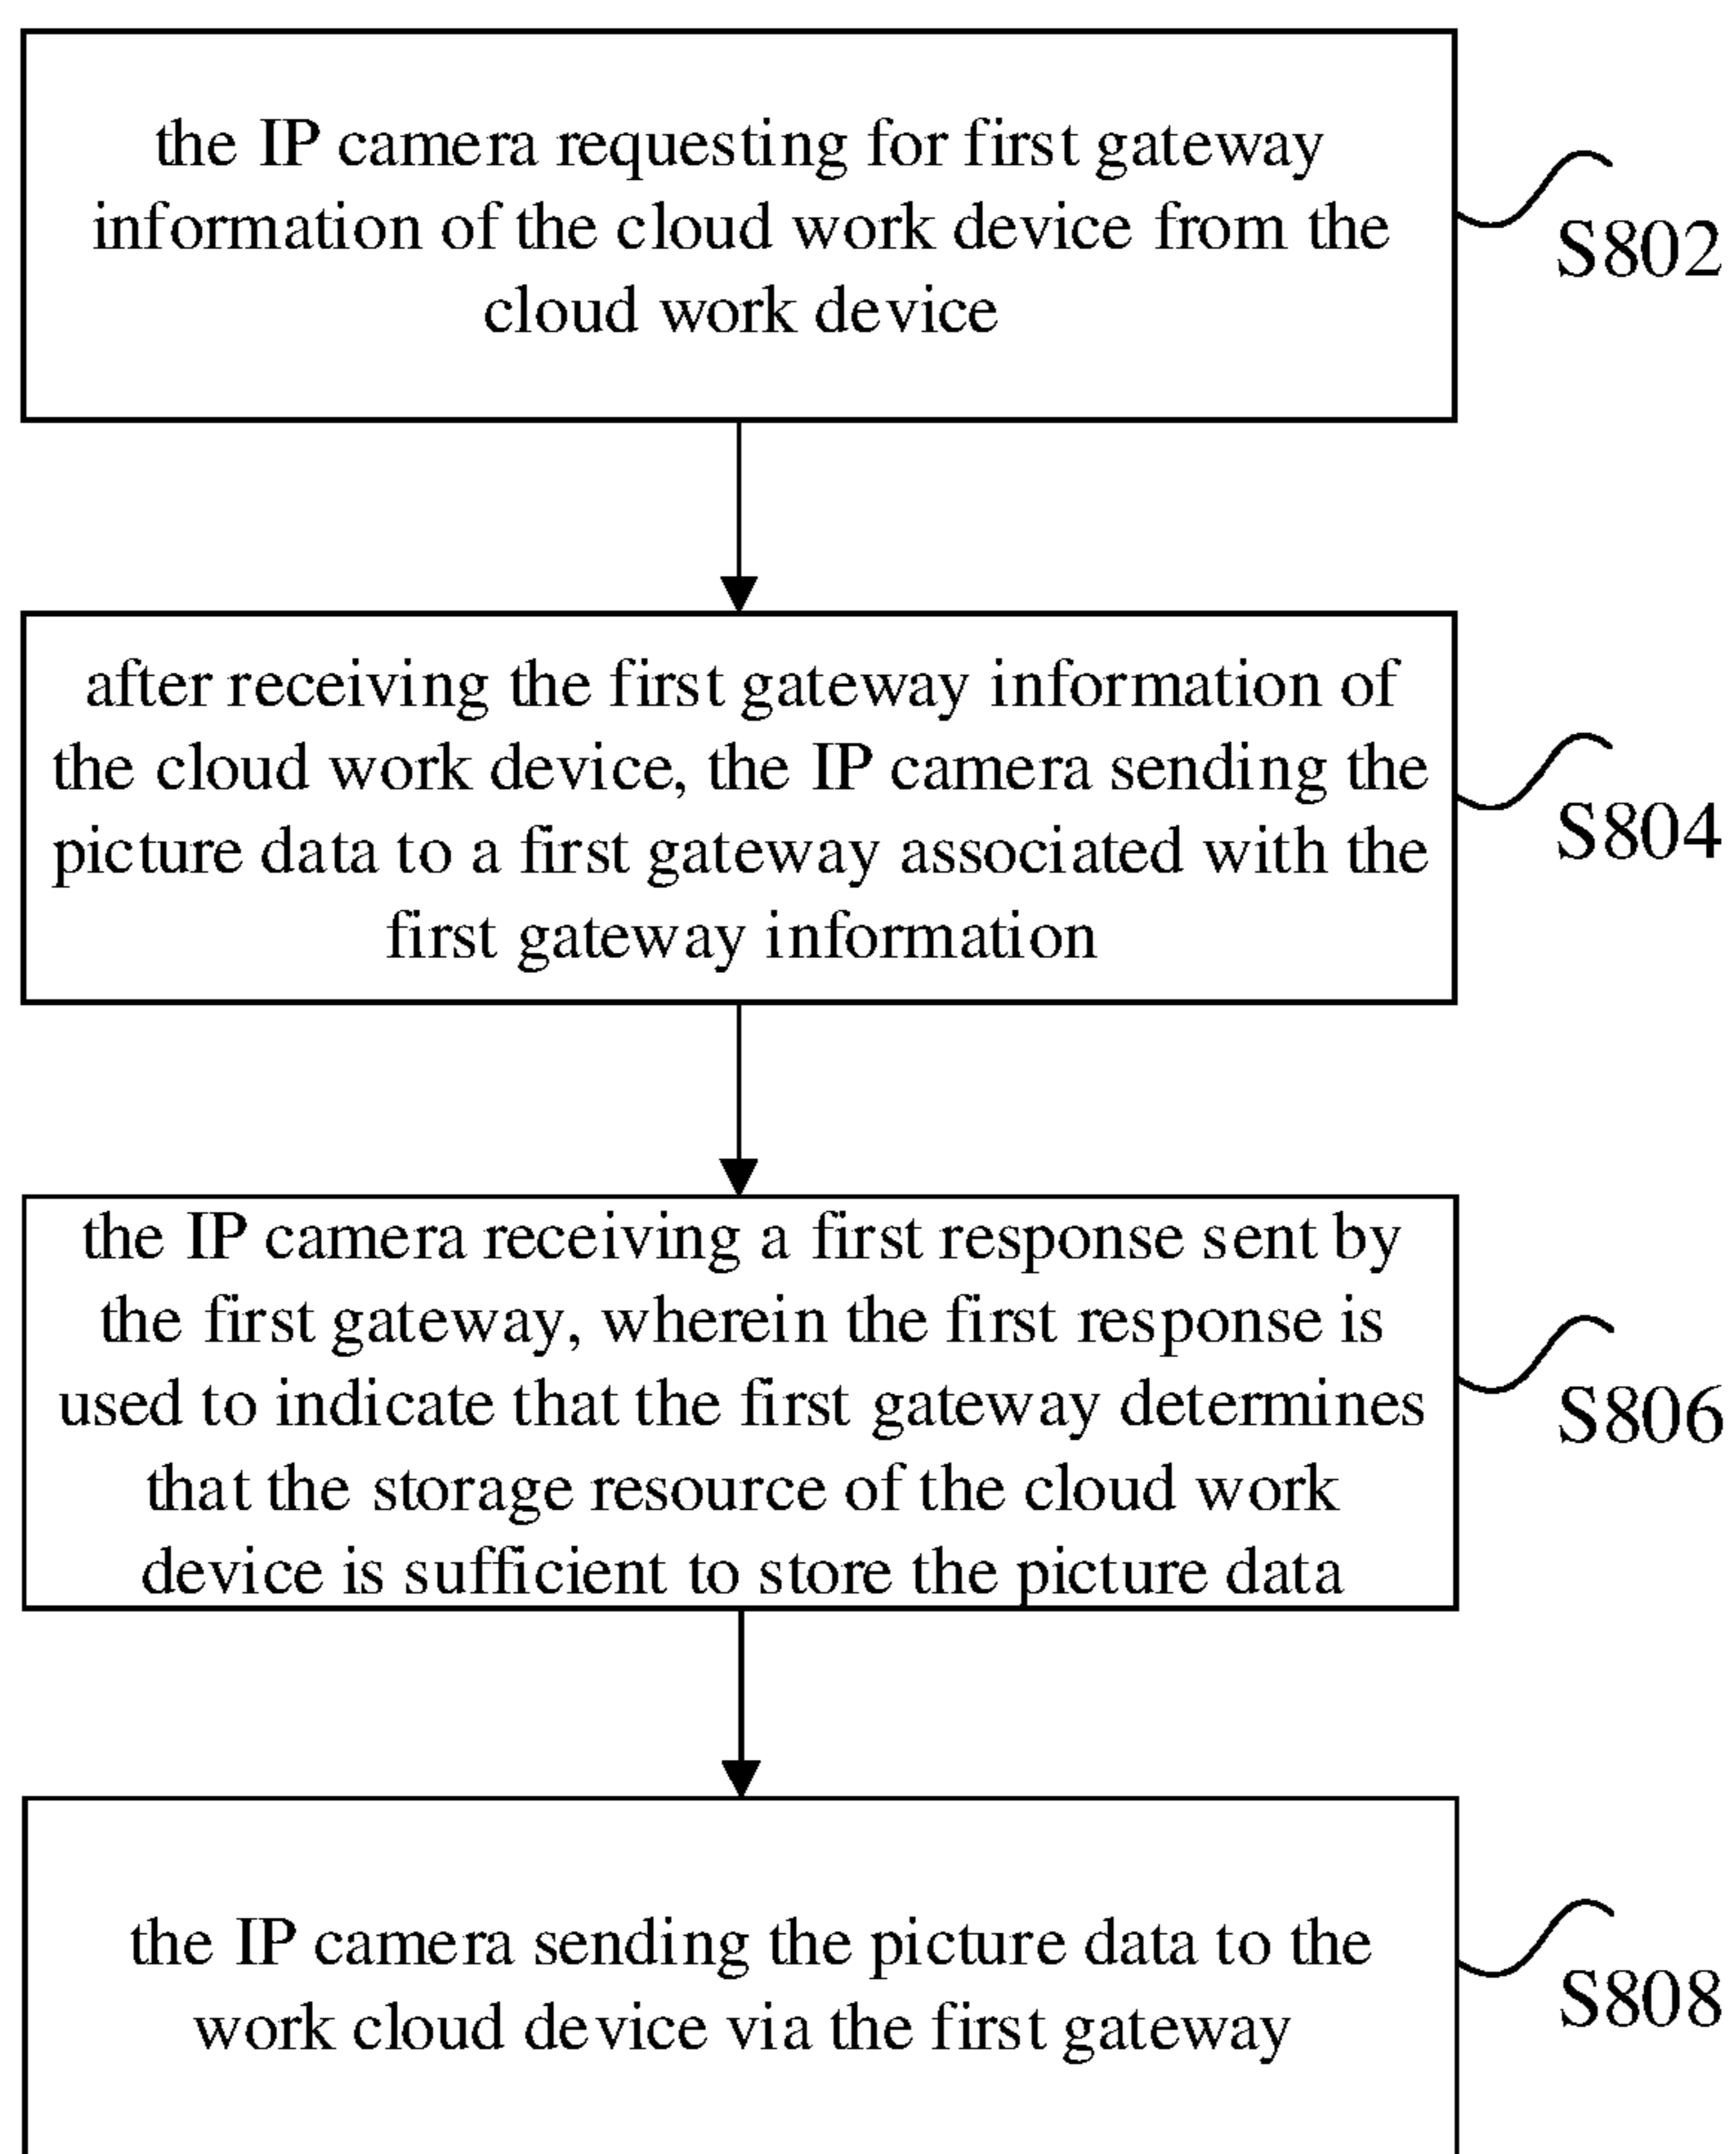 the IP camera requesting for first gateway
information of the cloud work device from the
cloud work device
S802
after receiving the first gateway information of
the cloud work device, the IP camera sending the
picture data to a first gateway associated with the
first gateway information
S804
the IP camera receiving a first response sent by
the first gateway, wherein the first response is
used to indicate that the first gateway determines
that the storage resource of the cloud work
device is sufficient to store the picture data
S806
the IP camera sending the picture data to the
work cloud device via the first gateway
S808